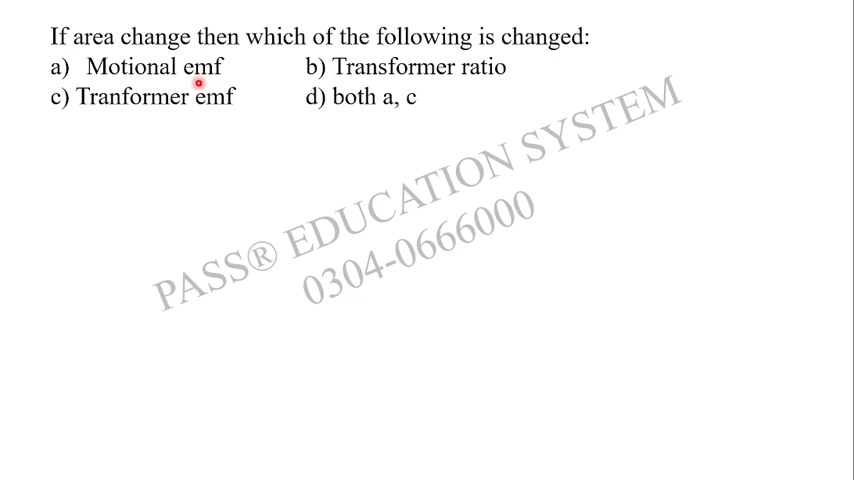 If area change then which of the following is changed:
a) Motional emf b) Transformer ratio
c) Tranformer emf d) both a, c
PASS® EDUCATION SYSTEM
0304-0666000